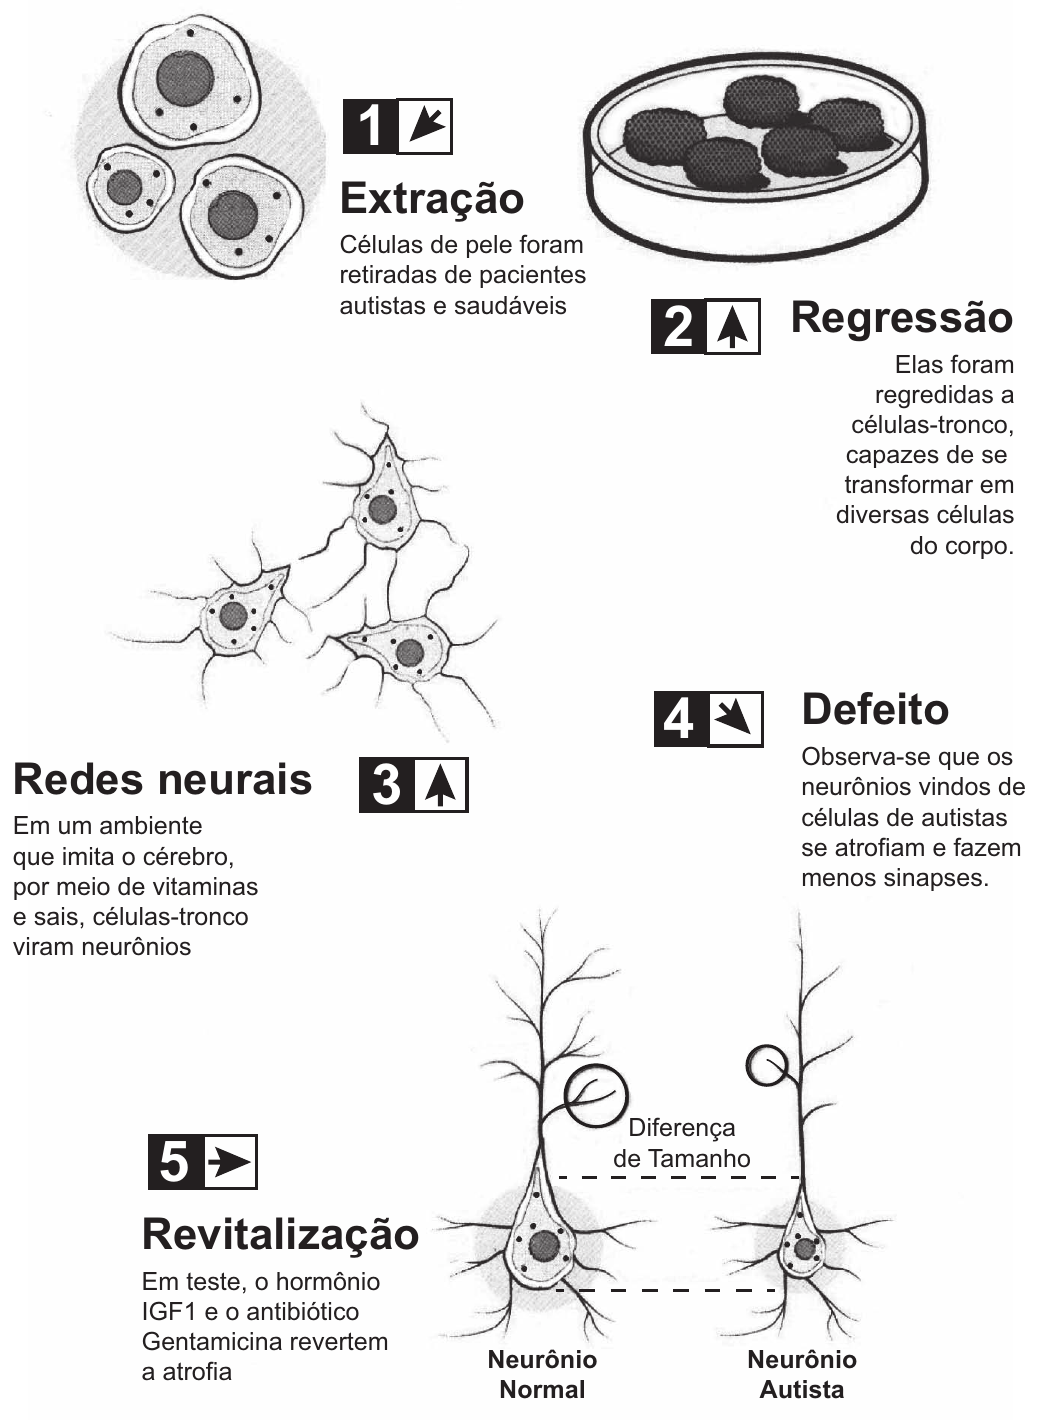 1
Extração
Células de pele foram
retiradas de pacientes
autistas e saudáveis
2
Regressão
Elas foram
regredidas a
células-tronco,
capazes de se
transformar em
diversas células
do corpo.
Redes neurais
3
Em um ambiente
que imita o cérebro,
por meio de vitaminas
e sais, células-tronco
viram neurônios
4
Defeito
Observa-se que os
neurônios vindos de
células de autistas
se atrofiam e fazem
menos sinapses.
Diferença
de Tamanho
5
Revitalização
Em teste, o hormônio
IGF1 e o antibiótico
Gentamicina revertem
a atrofia
Neurônio
Normal
Neurônio
Autista